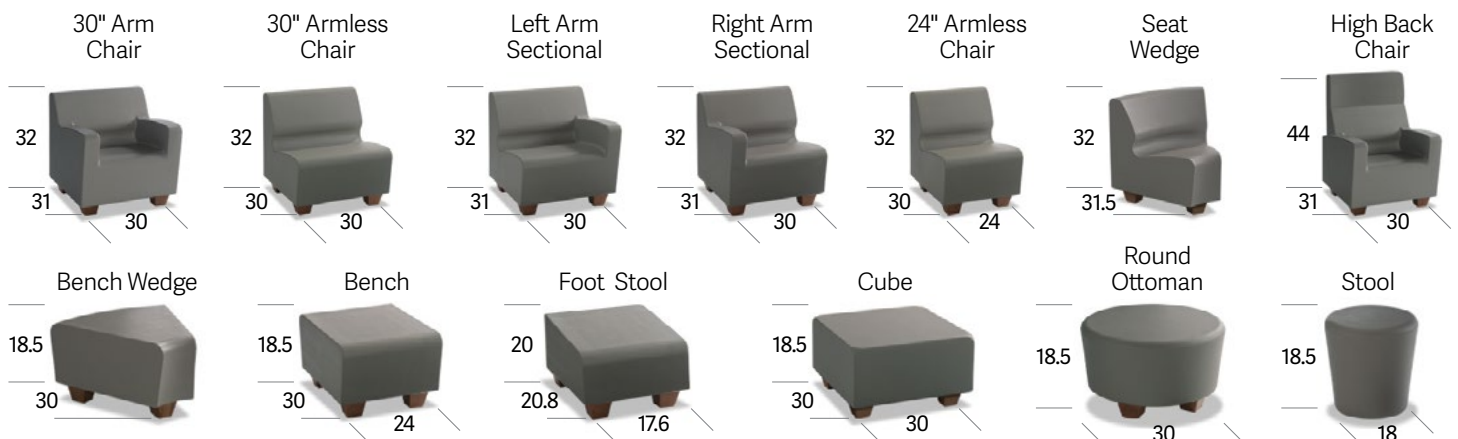 30" Arm
Chair
30" Armless
Chair
Left Arm
Sectional
Right Arm
Sectional
24" Armless
Chair
Seat
Wedge
High Back
Chair
32
31
30
32
30
30
32
31
30
32
31
30
32
30
24
32
31.5
44
31
30
Bench Wedge
Bench
Foot Stool
Cube
Round
Ottoman
Stool
18.5
30
18.5
30
24
20
20.8
17.6
18.5
30
30
18.5
30
18.5
18